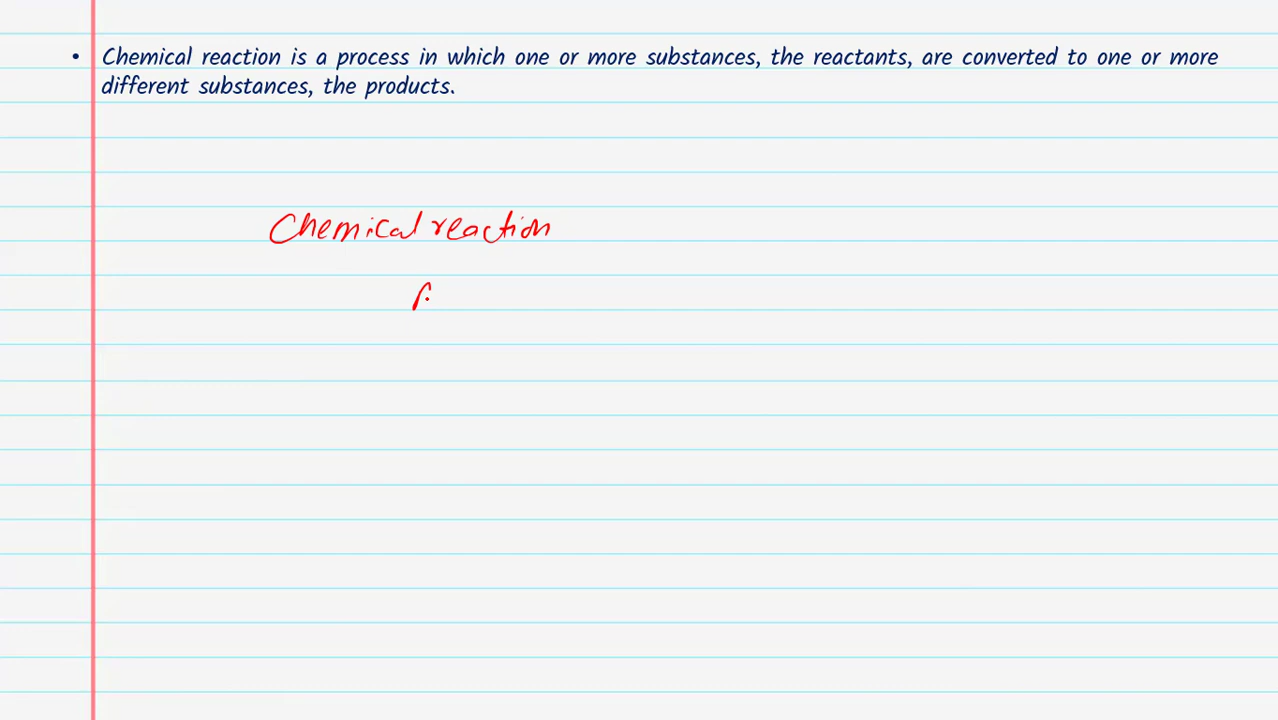 • Chemical reaction is a process in which one or more substances, the reactants, are converted to one or more
different substances, the products.
Chemical reaction